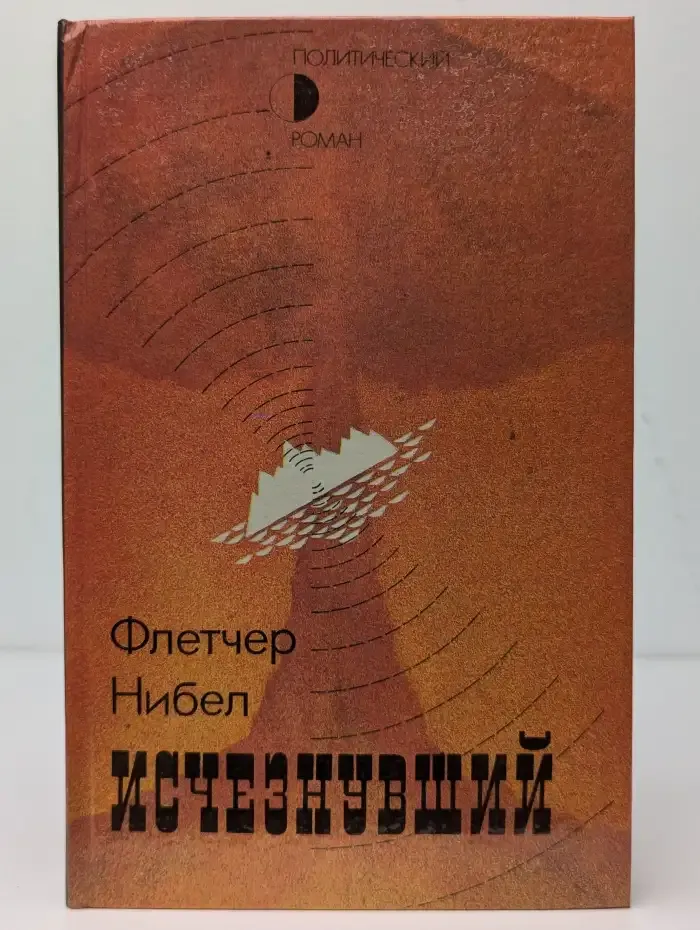 ПОЛИТИЧЕСКИЙ
РОМАН
Флетчер
Нибел
ИСЧЕЗНУВШИЙ